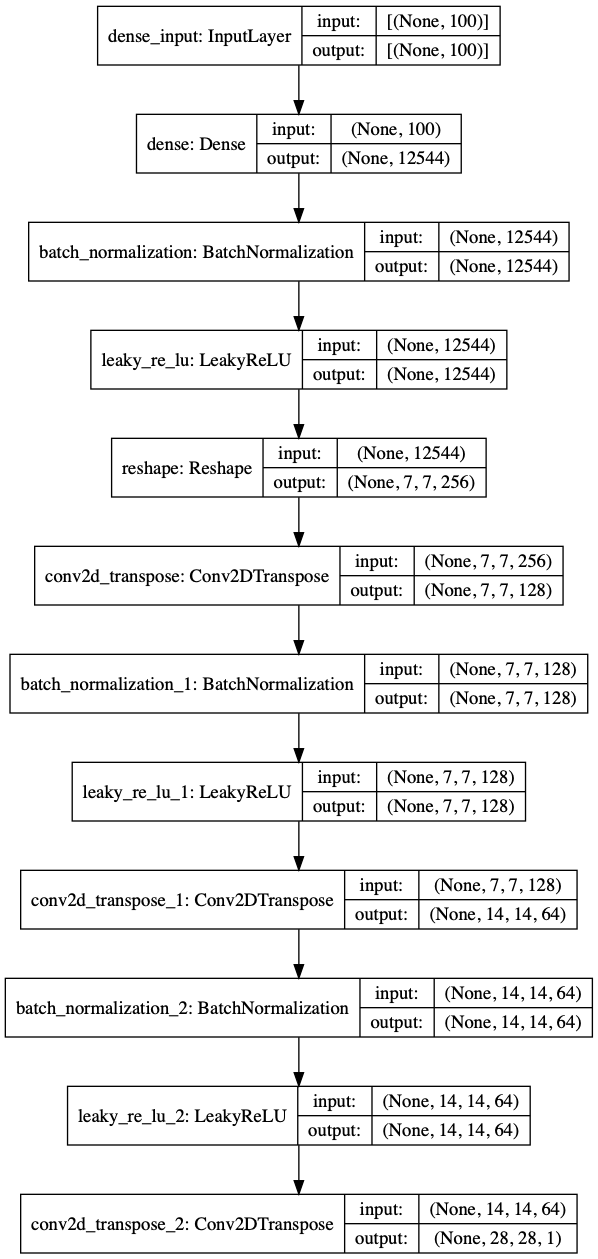 dense_input: InputLayer
input: [(None, 100)]
output: [(None, 100)]
dense: Dense
input: (None, 100)
output: (None, 12544)
batch_normalization: BatchNormalization
input: (None, 12544)
output: (None, 12544)
leaky_re_lu: LeakyReLU
input: (None, 12544)
output: (None, 12544)
reshape: Reshape
input: (None, 12544)
output: (None, 7, 7, 256)
conv2d_transpose: Conv2DTranspose
input: (None, 7, 7, 256)
output: (None, 7, 7, 128)
batch_normalization_1: BatchNormalization
input: (None, 7, 7, 128)
output: (None, 7, 7, 128)
leaky_re_lu_1: LeakyReLU
input: (None, 7, 7, 128)
output: (None, 7, 7, 128)
conv2d_transpose_1: Conv2DTranspose
input: (None, 7, 7, 128)
output: (None, 14, 14, 64)
batch_normalization_2: BatchNormalization
input: (None, 14, 14, 64)
output: (None, 14, 14, 64)
leaky_re_lu_2: LeakyReLU
input: (None, 14, 14, 64)
output: (None, 14, 14, 64)
conv2d_transpose_2: Conv2DTranspose
input: (None, 14, 14, 64)
output: (None, 28, 28, 1)